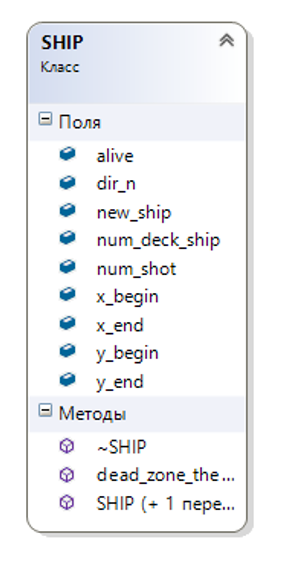 SHIP
Класс
Поля
alive
dir_n
new_ship
num_deck_ship
num_shot
x_begin
x_end
y_begin
y_end
Методы
~SHIP
dead_zone_the...
SHIP (+ 1 пере...